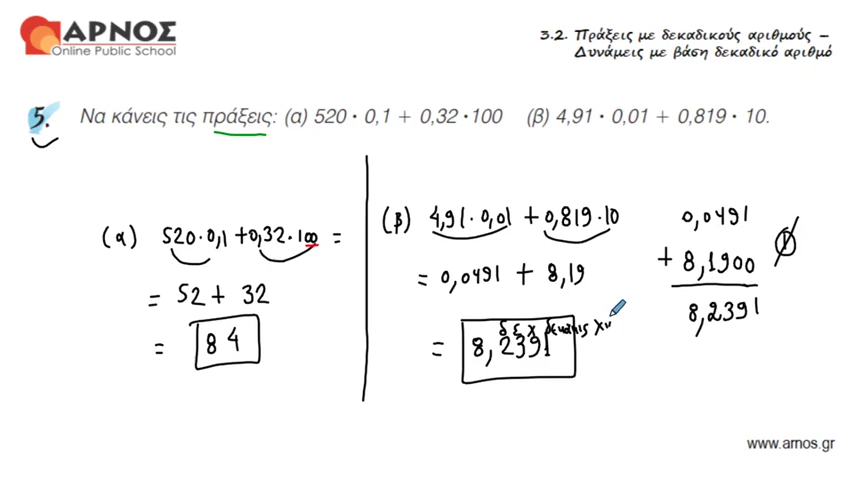 ΑΡΝΟΣ
Online Public School
3.2. Πράξεις με δεκαδικούς αριθμούς –
Δυνάμεις με βάση δεκαδικό αριθμό
5. Να κάνεις τις πράξεις: (α) 520 · 0,1 + 0,32 · 100 (β) 4,91 · 0,01 + 0,819 · 10.
(α) 520·0,1 + 0,32·100 =
= 52 + 32
= 84
(β) 4,91·0,01 + 0,819·10
= 0,0491 + 8,19
δ ε χ δεκακις
= 8,2391
0,0491
+ 8,1900
8,2391
www.arnos.gr